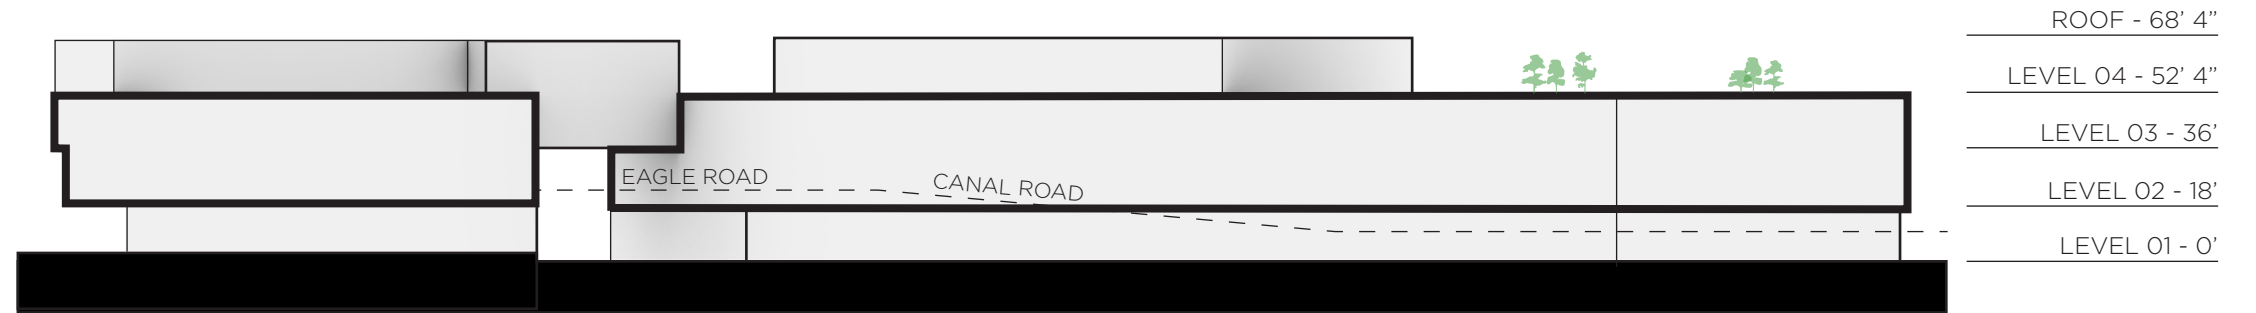 ROOF - 68’ 4”
LEVEL 04 - 52’ 4”
LEVEL 03 - 36’
EAGLE ROAD
CANAL ROAD
LEVEL 02 - 18’
LEVEL 01 - 0’